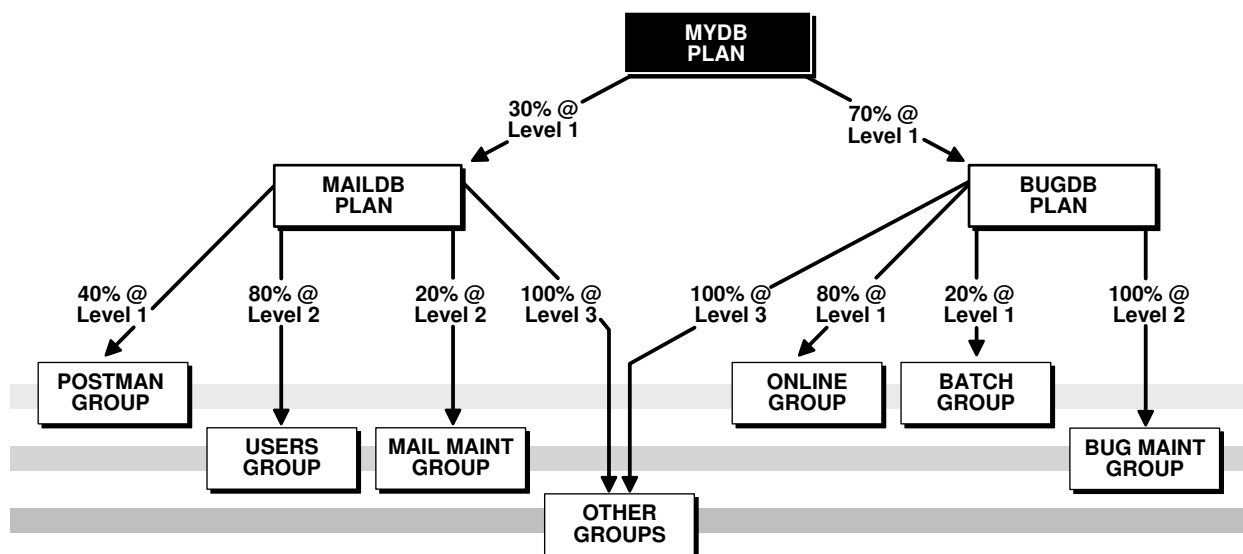 MYDB
PLAN
30% @
Level 1
70% @
Level 1
MAILDB
PLAN
BUGDB
PLAN
40% @
Level 1
80% @
Level 2
20% @
Level 2
100% @
Level 3
100% @
Level 3
80% @
Level 1
20% @
Level 1
100% @
Level 2
POSTMAN
GROUP
ONLINE
GROUP
BATCH
GROUP
USERS
GROUP
MAIL MAINT
GROUP
BUG MAINT
GROUP
OTHER
GROUPS